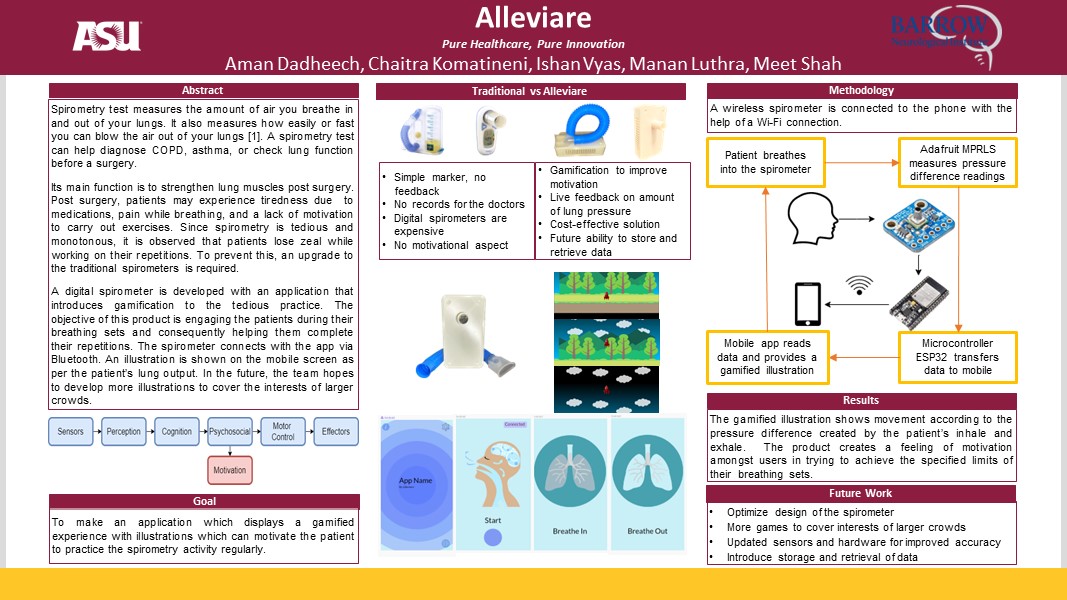 ASU
Alleviare
Pure Healthcare, Pure Innovation
Aman Dadheech, Chaitra Komatineni, Ishan Vyas, Manan Luthra, Meet Shah
BARROW
Abstract
Spirometry test measures the amount of air you breathe in
and out of your lungs. It also measures how easily or fast
you can blow the air out of your lungs [1]. A spirometry test
can help diagnose COPD, asthma, or check lung function
before a surgery.
Its main function is to strengthen lung muscles post surgery.
Post surgery, patients may experience tiredness due to
medications, pain while breathing, and a lack of motivation
to carry out exercises. Since spirometry is tedious and
monotonous, it is observed that patients lose zeal while
working on their repetitions. To prevent this, an upgrade to
the traditional spirometers is required.
A digital spirometer is developed with an application that
introduces gamification to the tedious practice. The
objective of this product is engaging the patients during their
breathing sets and consequently helping them complete
their repetitions. The spirometer connects with the app via
Bluetooth. An illustration is shown on the mobile screen as
per the patient's lung output. In the future, the team hopes
to develop more illustrations to cover the interests of larger
crowds.
Sensors
Perception
Cognition
Psychosocial
Motor
Control
Effectors
Motivation
Goal
To make an application which displays a gamified
experience with illustrations which can motivate the patient
to practice the spirometry activity regularly.
Traditional vs Alleviare
• Simple marker, no
feedback
• No records for the doctors
• Digital spirometers are
expensive
• No motivational aspect
• Gamification to improve
motivation
• Live feedback on amount
of lung pressure
• Cost-effective solution
• Future ability to store and
retrieve data
App Name
Connected
Start
Breathe In
Breathe Out
Methodology
A wireless spirometer is connected to the phone with the
help of a Wi-Fi connection.
Patient breathes
into the spirometer
Adafruit MPRLS
measures pressure
difference readings
Mobile app reads
data and provides a
gamified illustration
Microcontroller
ESP32 transfers
data to mobile
Results
The gamified illustration shows movement according to the
pressure difference created by the patient's inhale and
exhale. The product creates a feeling of motivation
amongst users in trying to achieve the specified limits of
their breathing sets.
Future Work
• Optimize design of the spirometer
• More games to cover interests of larger crowds
• Updated sensors and hardware for improved accuracy
• Introduce storage and retrieval of data